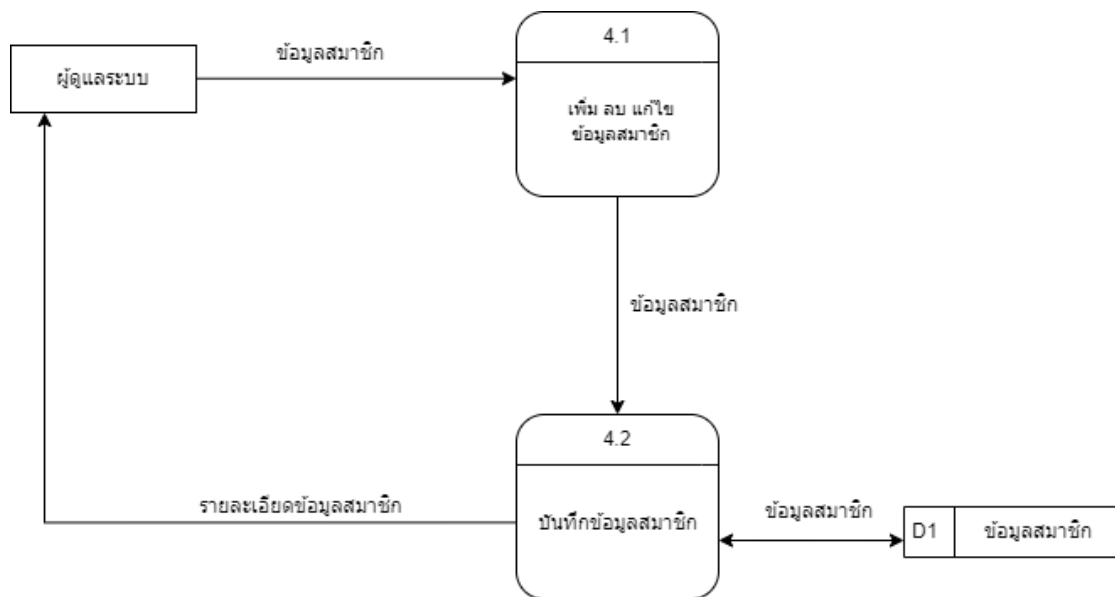 ข้อมูลสมาชิก
4.1
ผู้ดูแลระบบ
เพิ่ม ลบ แก้ไข
ข้อมูลสมาชิก
ข้อมูลสมาชิก
4.2
รายละเอียดข้อมูลสมาชิก
บันทึกข้อมูลสมาชิก
ข้อมูลสมาชิก
D1 ข้อมูลสมาชิก